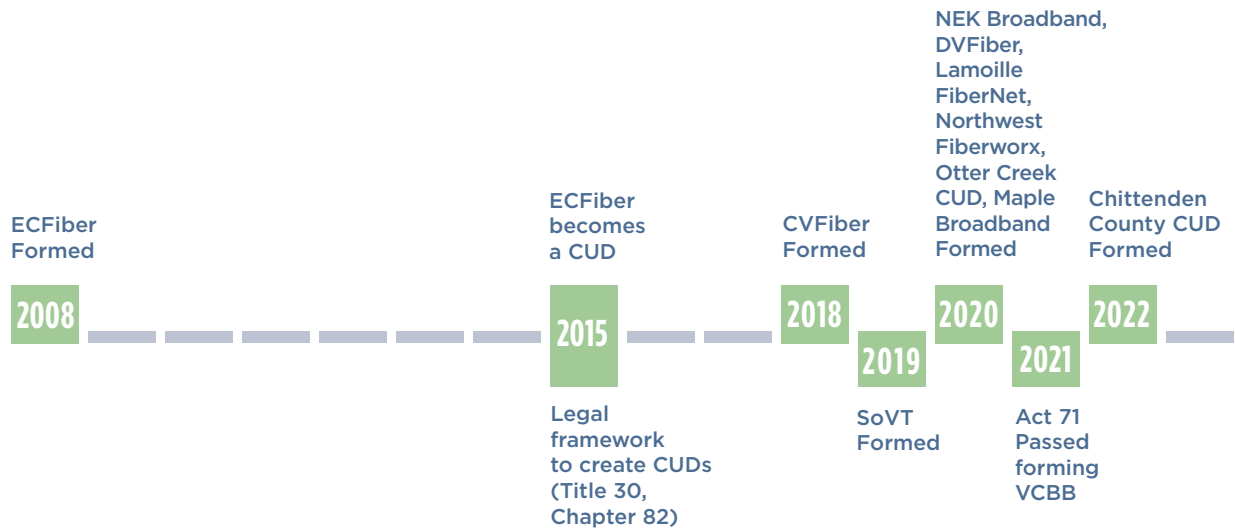 ECFiber
Formed
2008
ECFiber
becomes
a CUD
2015
Legal
framework
to create CUDs
(Title 30,
Chapter 82)
CVFiber
Formed
2018
2019
SoVT
Formed
NEK Broadband,
DVFiber,
Lamoille
FiberNet,
Northwest
Fiberworx,
Otter Creek
CUD, Maple
Broadband
Formed
2020
2021
Act 71
Passed
forming
VCBB
Chittenden
County CUD
Formed
2022